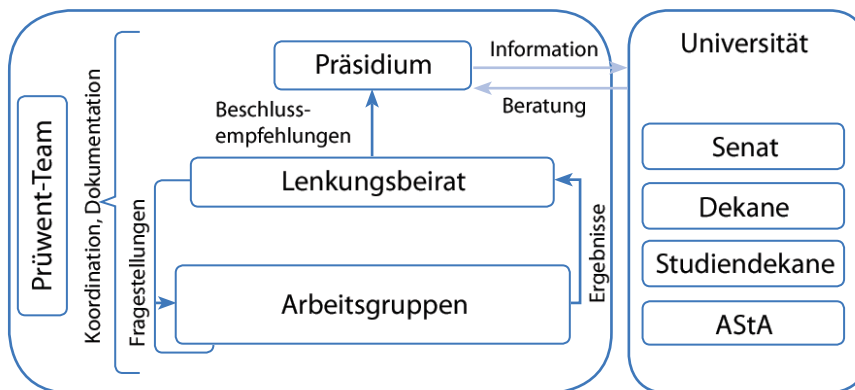 Prüwent-Team
Koordination, Dokumentation
Präsidium
Information
Beratung
Beschluss-
empfehlungen
Lenkungsbeirat
Fragestellungen
Ergebnisse
Arbeitsgruppen
Universität
Senat
Dekane
Studiendekane
AStA